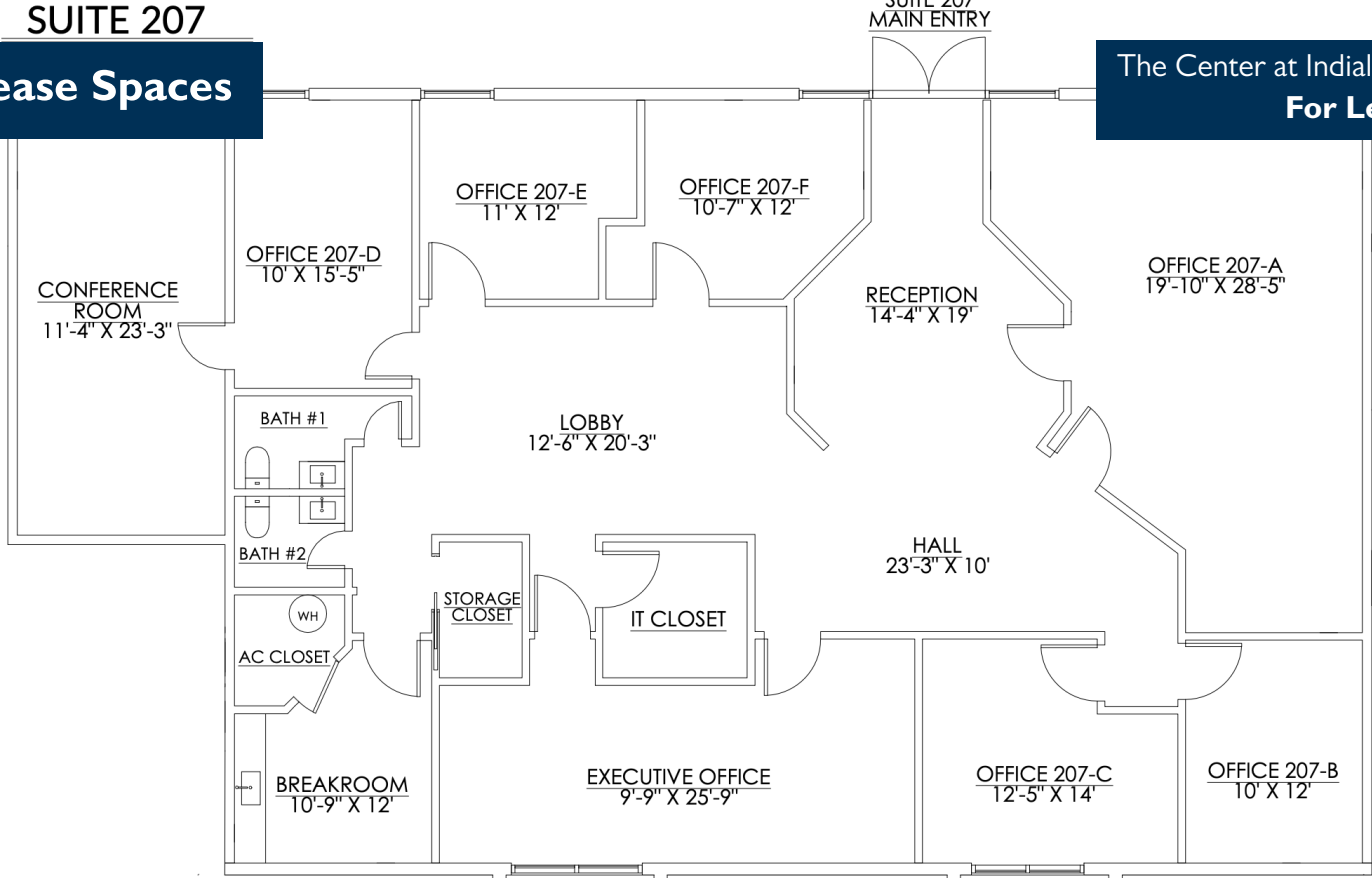 SUITE 207
ease Spaces
SUITE 207
MAIN ENTRY
The Center at Indial
For Le
OFFICE 207-E
11' X 12'
OFFICE 207-F
10'-7" X 12'
OFFICE 207-D
10' X 15'-5"
CONFERENCE
ROOM
11'-4" X 23'-3"
RECEPTION
14'-4" X 19'
OFFICE 207-A
19'-10" X 28'-5"
BATH #1
LOBBY
12'-6" X 20'-3"
BATH #2
HALL
23'-3" X 10'
STORAGE
CLOSET
IT CLOSET
WH
AC CLOSET
BREAKROOM
10'-9" X 12'
EXECUTIVE OFFICE
9'-9" X 25'-9"
OFFICE 207-C
12'-5" X 14'
OFFICE 207-B
10' X 12'